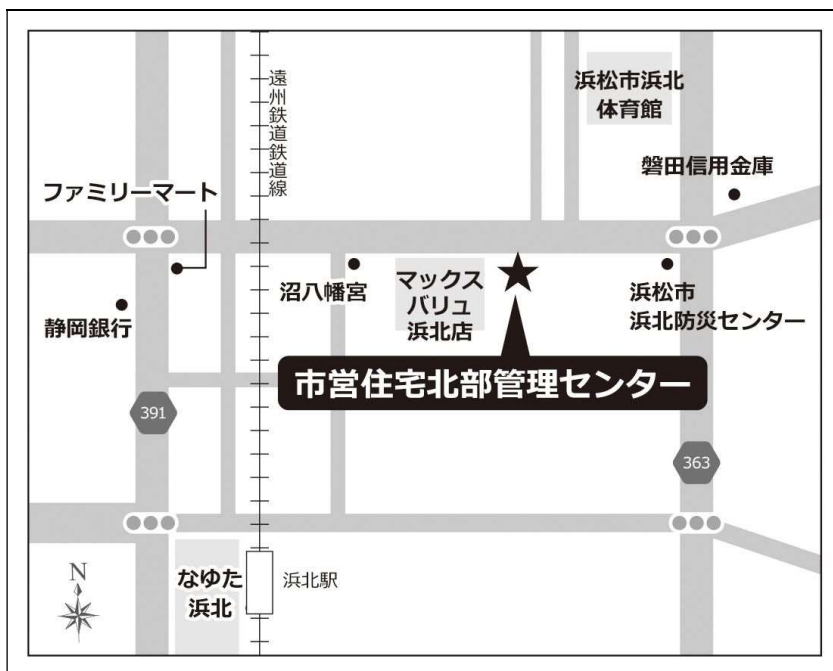 浜松市浜北
体育館
遠州鉄道鉄道線
磐田信用金庫
ファミリーマート
沼八幡宮
マックス
バリュ
浜北店
浜松市
浜北防災センター
静岡銀行
市営住宅北部管理センター
391
363
N
なゆた
浜北
浜北駅